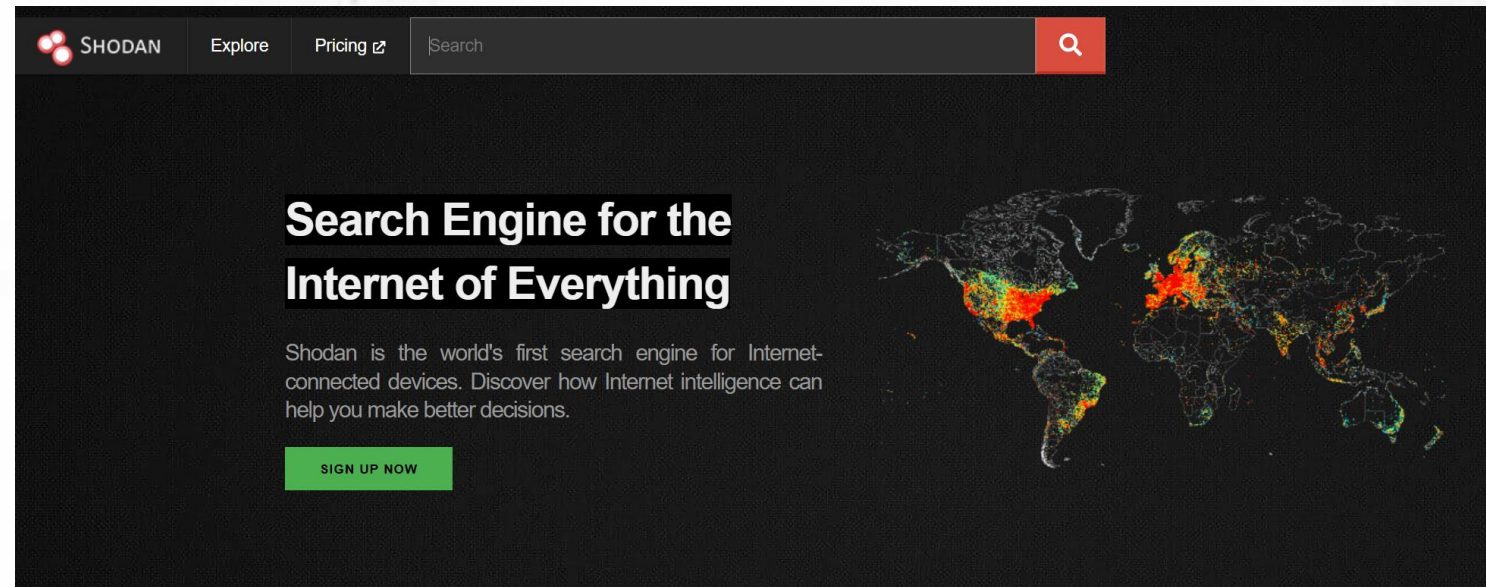 SHODAN Explore Pricing Search
Search Engine for the
Internet of Everything
Shodan is the world's first search engine for Internet-
connected devices. Discover how Internet intelligence can
help you make better decisions.
SIGN UP NOW